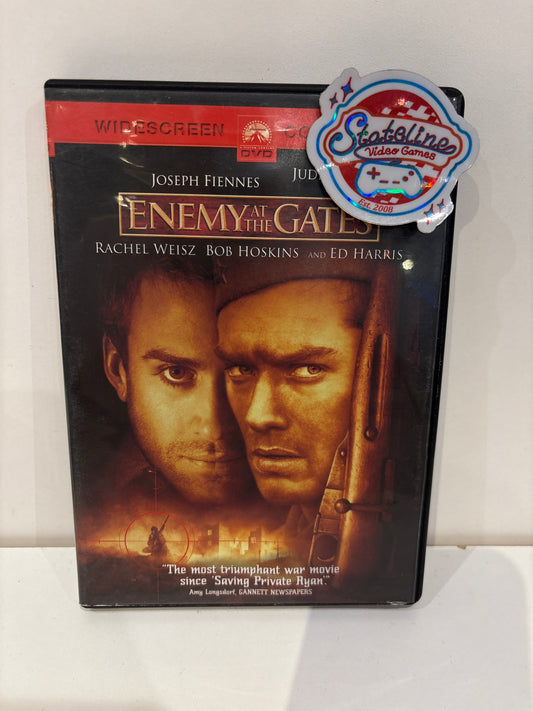 WIDESCREEN
DVD
Stateline
Video Games
Est. 2008
JOSEPH FIENNES
ENEMY AT THE GATES
RACHEL WEISZ BOB HOSKINS AND ED HARRIS
"The most triumphant war movie
since 'Saving Private Ryan'."
Amy Longsdorf, GANNETT NEWSPAPERS